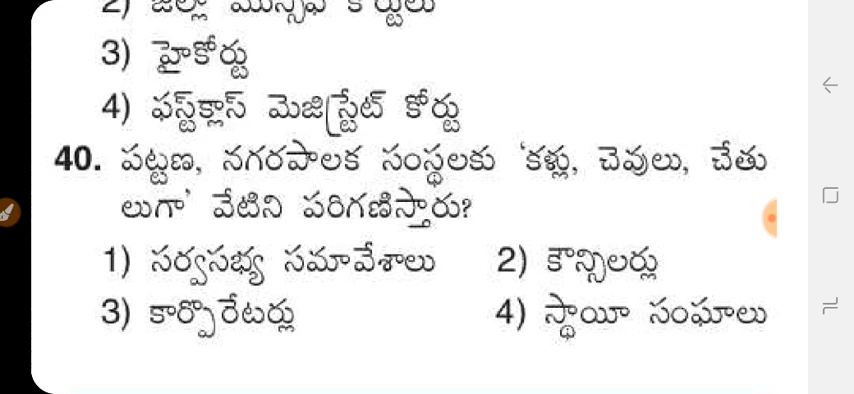 2) జిల్లా మున్సిఫ్ కోర్టులు
3) హైకోర్టు
4) ఫస్ట్‌క్లాస్ మెజిస్ట్రేట్ కోర్టు
40. పట్టణ, నగరపాలక సంస్థలకు ‘కళ్లు, చెవులు, చేతు
లుగా’ వేటిని పరిగణిస్తారు?
1) సర్వసభ్య సమావేశాలు 2) కౌన్సిలర్లు
3) కార్పొరేటర్లు 4) స్థాయీ సంఘాలు